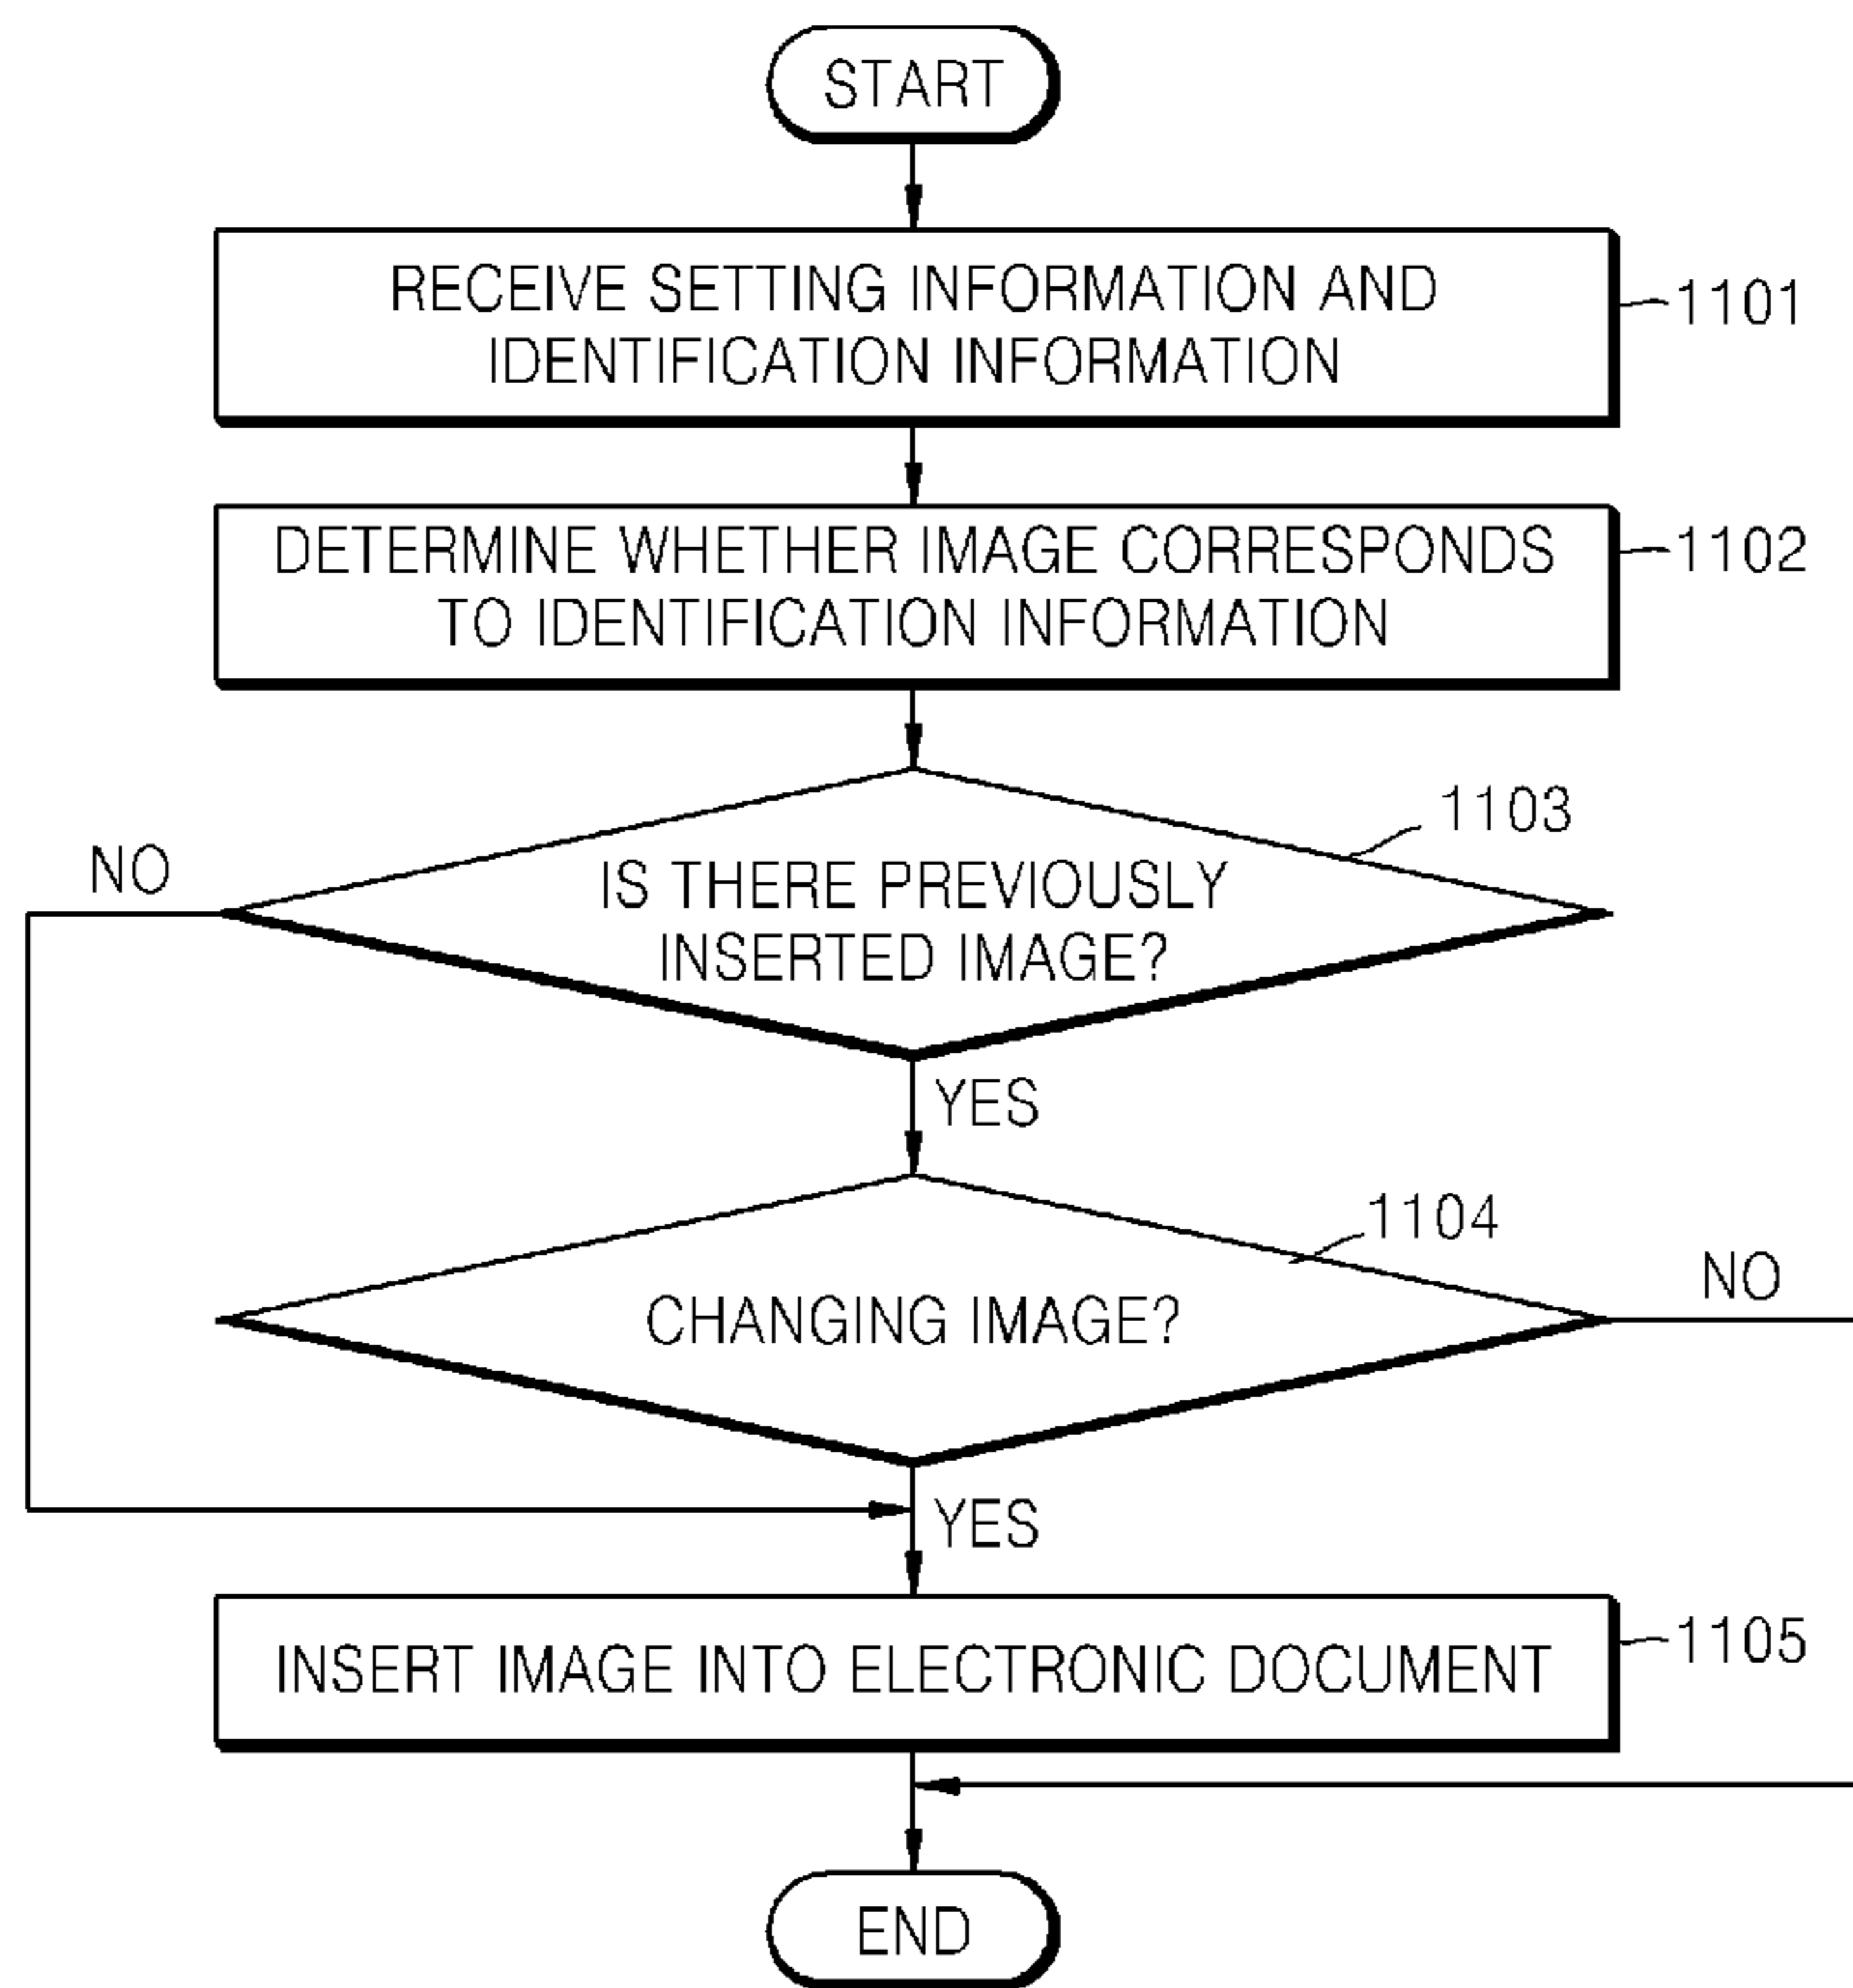 START
RECEIVE SETTING INFORMATION AND
IDENTIFICATION INFORMATION
1101
DETERMINE WHETHER IMAGE CORRESPONDS
TO IDENTIFICATION INFORMATION
1102
1103
NO
IS THERE PREVIOUSLY
INSERTED IMAGE?
YES
1104
NO
CHANGING IMAGE?
YES
INSERT IMAGE INTO ELECTRONIC DOCUMENT
1105
END